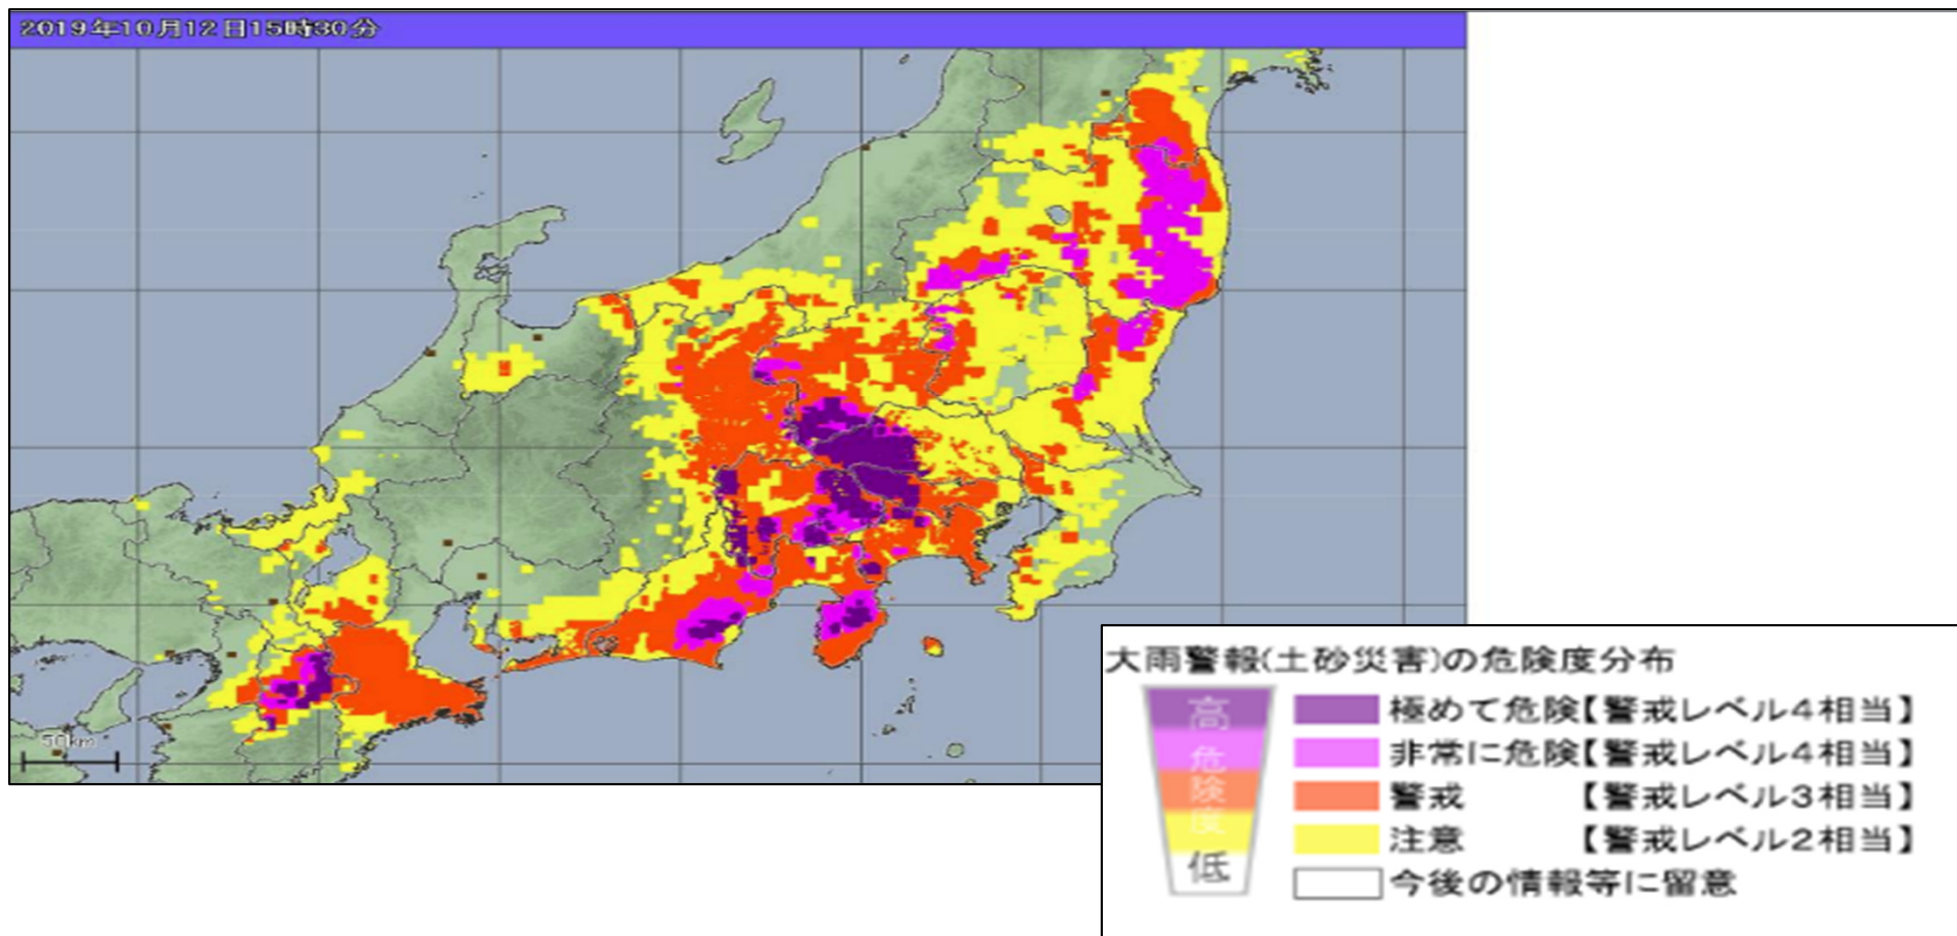 2019年10月12日15時30分
50km
大雨警報(土砂災害)の危険度分布
高
危
険
度
低
極めて危険【警戒レベル4相当】
非常に危険【警戒レベル4相当】
警戒 【警戒レベル3相当】
注意 【警戒レベル2相当】
今後の情報等に留意